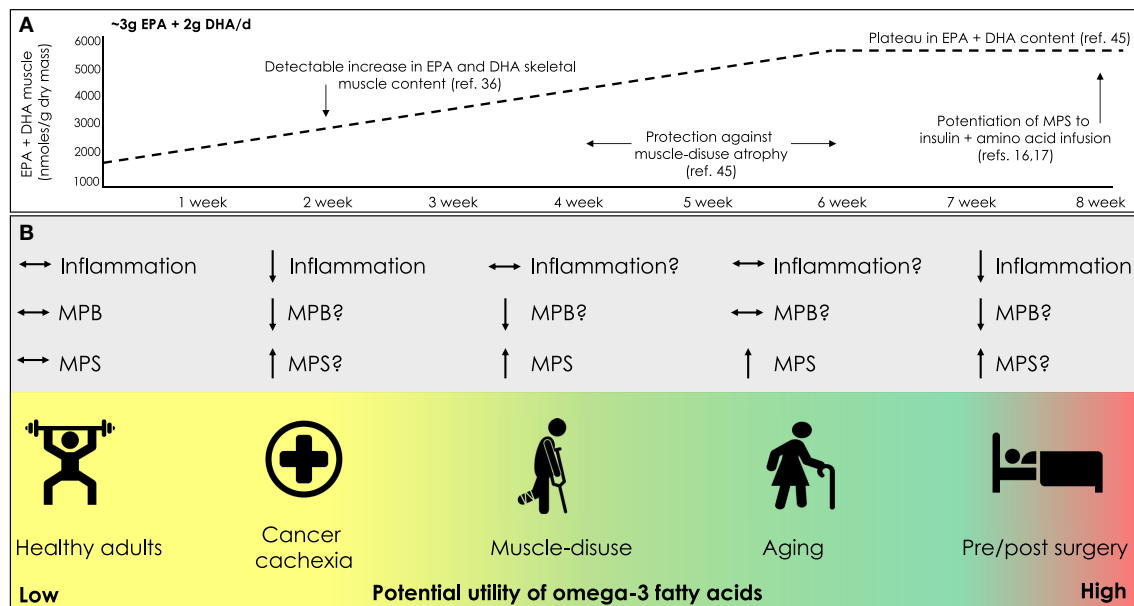 A
~3g EPA + 2g DHA/d
EPA + DHA muscle
(nmoles/g dry mass)
6000
5000
4000
3000
2000
1000
Detectable increase in EPA and DHA skeletal
muscle content (ref. 36)
Plateau in EPA + DHA content (ref. 45)
Protection against
muscle-disuse atrophy
(ref. 45)
Potentiation of MPS to
insulin + amino acid infusion
(refs. 16,17)
1 week 2 week 3 week 4 week 5 week 6 week 7 week 8 week
B
↔ Inflammation ↓ Inflammation ↔ Inflammation? ↔ Inflammation? ↓ Inflammation
↔ MPB ↓ MPB? ↓ MPB? ↔ MPB? ↓ MPB?
↔ MPS ↑ MPS? ↑ MPS ↑ MPS ↑ MPS?
Healthy adults
Cancer
cachexia
Muscle-disuse
Aging
Pre/post surgery
Low Potential utility of omega-3 fatty acids High